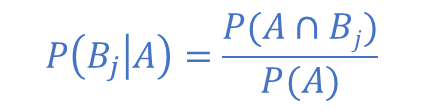 P(B_j|A) = P(A ∩ B_j) / P(A)